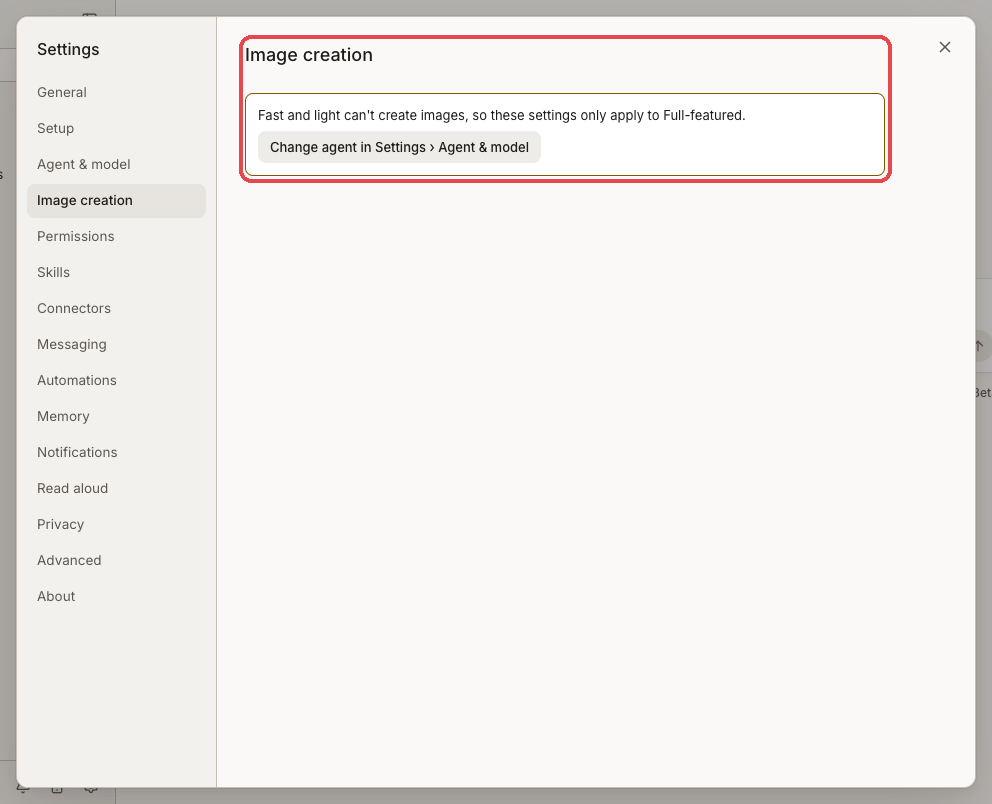 Settings
General
Setup
Agent & model
Image creation
Permissions
Skills
Connectors
Messaging
Automations
Memory
Notifications
Read aloud
Privacy
Advanced
About
Image creation
Fast and light can't create images, so these settings only apply to Full-featured.
Change agent in Settings › Agent & model